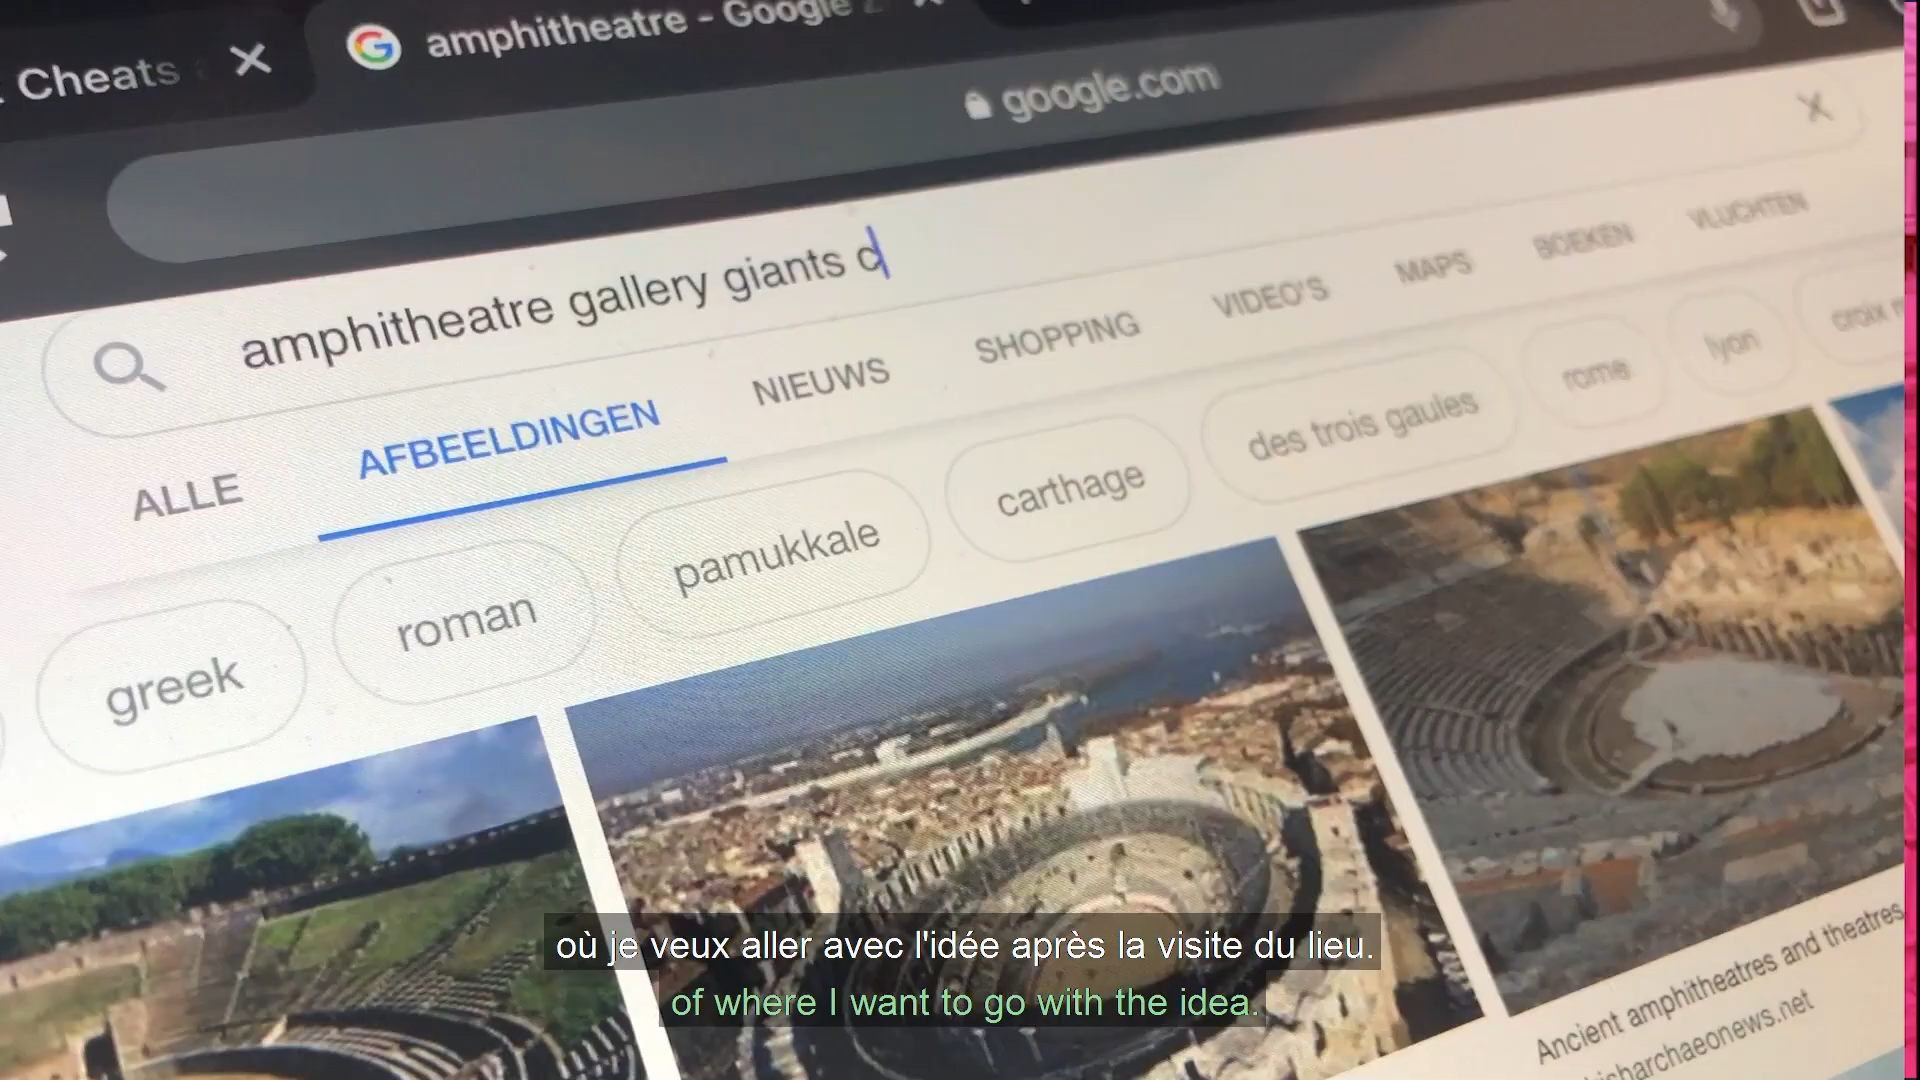 Cheats
amphitheatre - Google
google.com
amphitheatre gallery giants c
ALLE
AFBEELDINGEN
NIEUWS
SHOPPING
VIDEO'S
MAPS
BOEKEN
VLUCHTEN
greek
roman
pamukkale
carthage
des trois gaules
rome
lyon
croix
Ancient amphitheatres and theatres
où je veux aller avec l'idée après la visite du lieu.
of where I want to go with the idea.